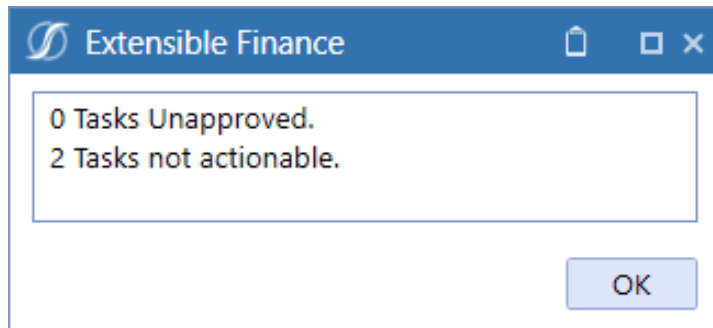 Extensible Finance
0 Tasks Unapproved.
2 Tasks not actionable.
OK